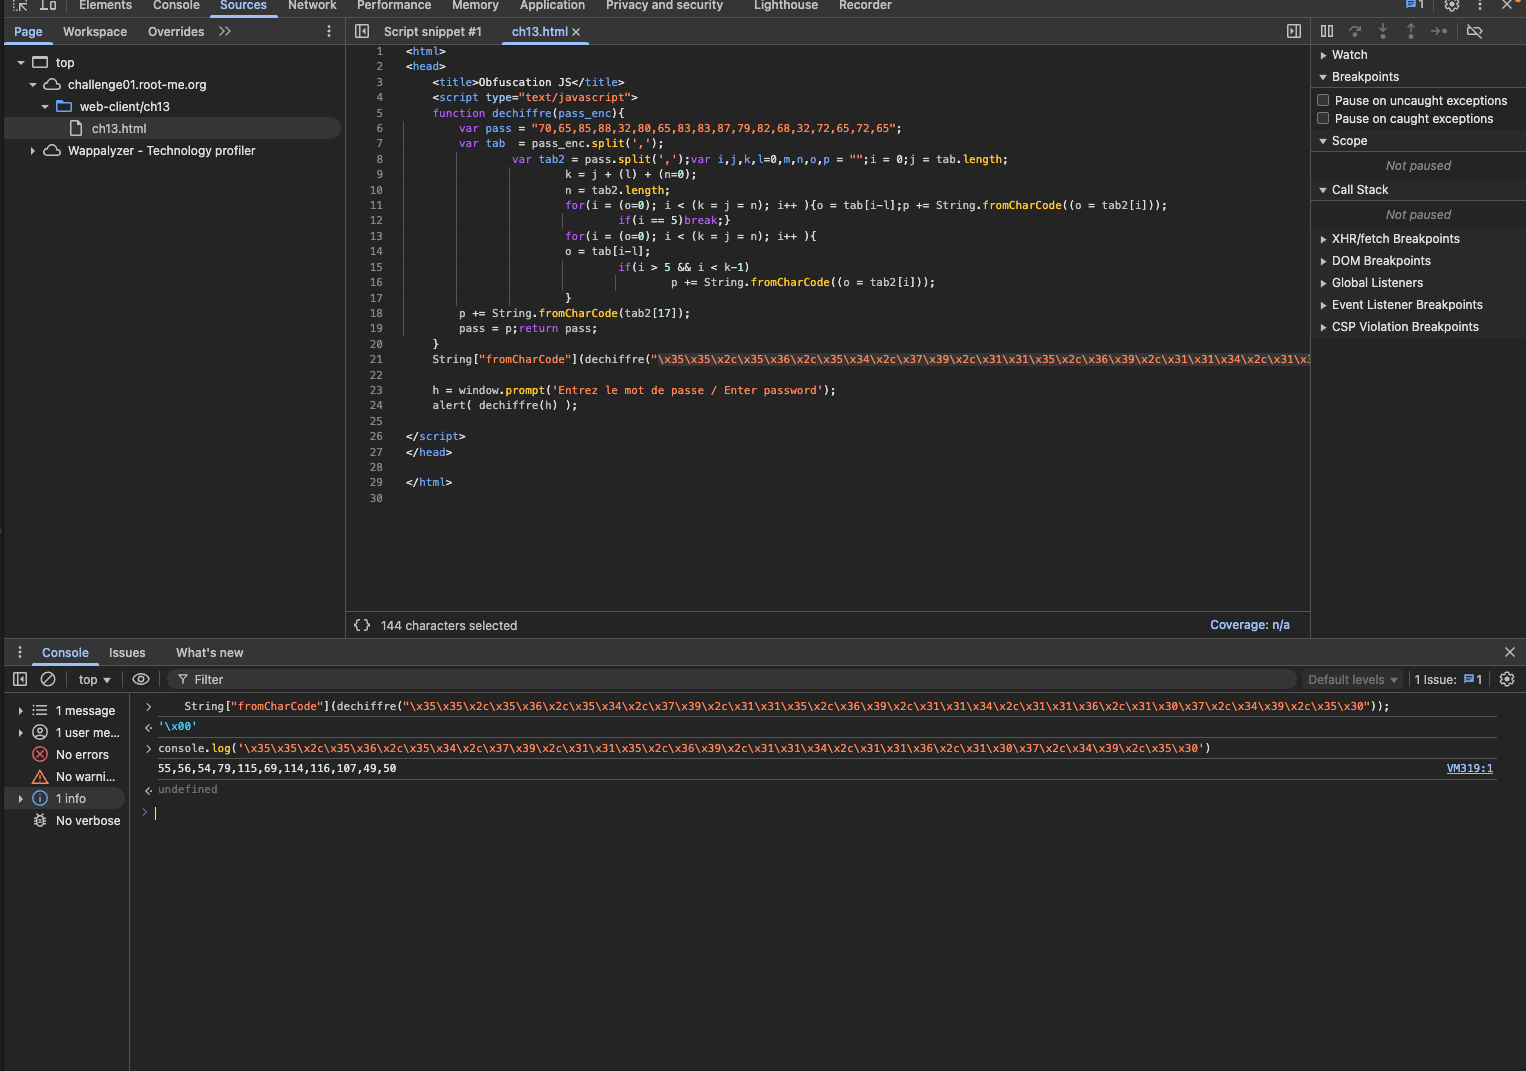 Elements Console Sources Network Performance Memory Application Privacy and security Lighthouse Recorder 1
Page Workspace Overrides
Script snippet #1 ch13.html
top
challenge01.root-me.org
web-client/ch13
ch13.html
Wappalyzer - Technology profiler
1 <html>
2 <head>
3 <title>Obfuscation JS</title>
4 <script type="text/javascript">
5 function dechiffre(pass_enc){
6 var pass = "70,65,85,88,32,80,65,83,83,87,79,82,68,32,72,65,72,65";
7 var tab  = pass_enc.split(',');
8 var tab2 = pass.split(',');var i,j,k,l=0,m,n,o,p = "";i = 0;j = tab.length;
9 k = j + (l) + (n=0);
10 n = tab2.length;
11 for(i = (o=0); i < (k = j = n); i++ ){o = tab[i-l];p += String.fromCharCode((o = tab2[i]));
12 if(i == 5)break;}
13 for(i = (o=0); i < (k = j = n); i++ ){
14 o = tab[i-l];
15 if(i > 5 && i < k-1)
16 p += String.fromCharCode((o = tab2[i]));
17 }
18 p += String.fromCharCode(tab2[17]);
19 pass = p;return pass;
20 }
21 String["fromCharCode"](dechiffre("\x35\x35\x2c\x35\x36\x2c\x35\x34\x2c\x37\x39\x2c\x31\x31\x35\x2c\x36\x39\x2c\x31\x31\x34\x2c\x31\x3
22
23 h = window.prompt('Entrez le mot de passe / Enter password');
24 alert( dechiffre(h) );
25
26 </script>
27 </head>
28
29 </html>
30
{} 144 characters selected Coverage: n/a
Watch
Breakpoints
Pause on uncaught exceptions
Pause on caught exceptions
Scope
Not paused
Call Stack
Not paused
XHR/fetch Breakpoints
DOM Breakpoints
Global Listeners
Event Listener Breakpoints
CSP Violation Breakpoints
Console Issues What's new
top Filter Default levels 1 Issue: 1
1 message
1 user me...
No errors
No warni...
1 info
No verbose
String["fromCharCode"](dechiffre("\x35\x35\x2c\x35\x36\x2c\x35\x34\x2c\x37\x39\x2c\x31\x31\x35\x2c\x36\x39\x2c\x31\x31\x34\x2c\x31\x31\x36\x2c\x31\x30\x37\x2c\x34\x39\x2c\x35\x30"));
'\x00'
console.log('\x35\x35\x2c\x35\x36\x2c\x35\x34\x2c\x37\x39\x2c\x31\x31\x35\x2c\x36\x39\x2c\x31\x31\x34\x2c\x31\x31\x36\x2c\x31\x30\x37\x2c\x34\x39\x2c\x35\x30')
55,56,54,79,115,69,114,116,107,49,50 VM319:1
undefined